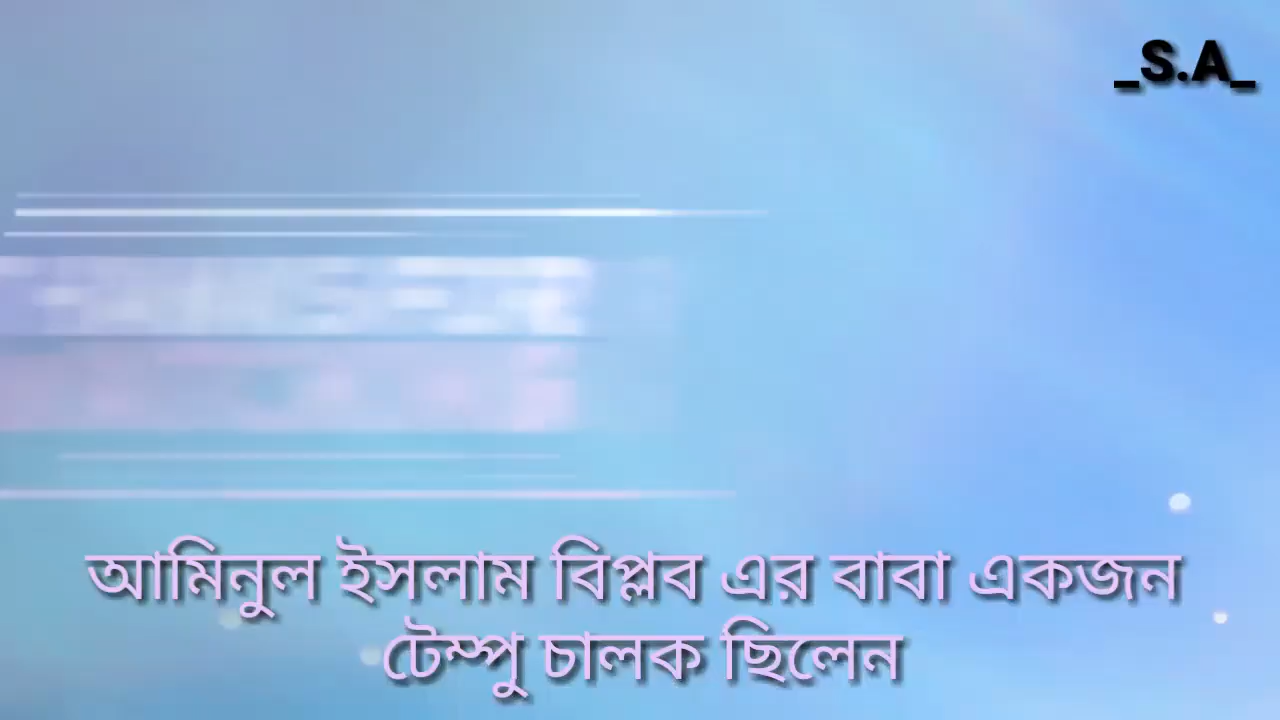 _S.A_
আমিনুল ইসলাম বিপ্লব এর বাবা একজন
টেম্পু চালক ছিলেন